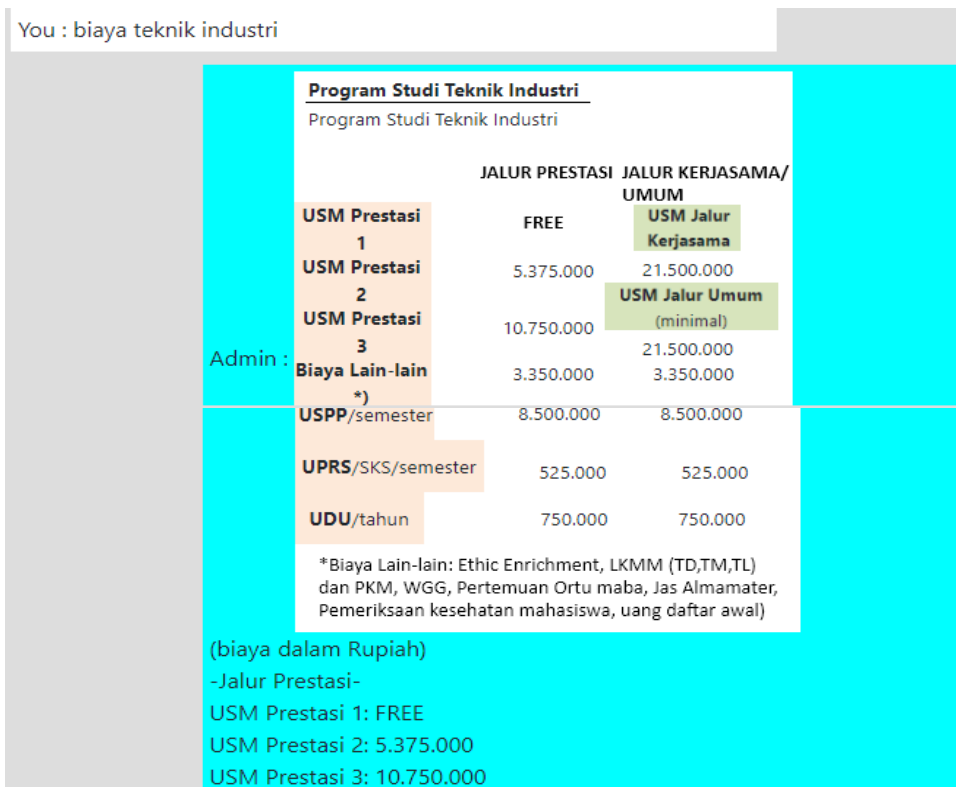 You : biaya teknik industri
Program Studi Teknik Industri
Program Studi Teknik Industri
JALUR PRESTASI JALUR KERJASAMA/
UMUM
USM Prestasi
1
FREE
USM Jalur
Kerjasama
USM Prestasi
2
5.375.000
21.500.000
USM Jalur Umum
(minimal)
USM Prestasi
3
10.750.000
21.500.000
Admin :
Biaya Lain-lain
*)
3.350.000
3.350.000
USPP/semester 8.500.000 8.500.000
UPRS/SKS/semester 525.000 525.000
UDU/tahun 750.000 750.000
*Biaya Lain-lain: Ethic Enrichment, LKMM (TD,TM,TL)
dan PKM, WGG, Pertemuan Ortu maba, Jas Almamater,
Pemeriksaan kesehatan mahasiswa, uang daftar awal)
(biaya dalam Rupiah)
-Jalur Prestasi-
USM Prestasi 1: FREE
USM Prestasi 2: 5.375.000
USM Prestasi 3: 10.750.000